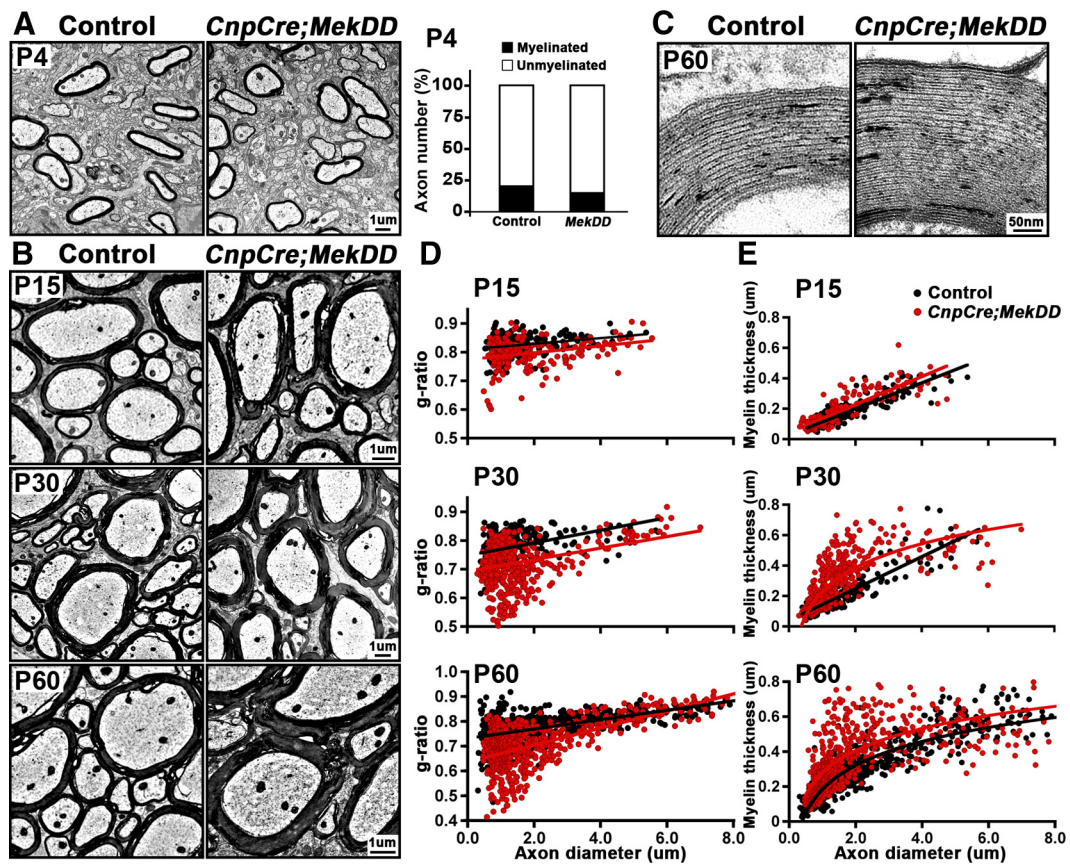 A
Control
CnpCre;MekDD
P4
1um
P4
Myelinated
Unmyelinated
Axon number (%)
100
75
50
25
0
Control
MekDD
C
Control
CnpCre;MekDD
P60
50nm
B
Control
CnpCre;MekDD
P15
1um
P30
1um
P60
1um
D
P15
g-ratio
0.9
0.8
0.7
0.6
0.5
P30
g-ratio
0.9
0.8
0.7
0.6
0.5
P60
g-ratio
1.0
0.9
0.8
0.7
0.6
0.5
0.4
0
2.0
4.0
6.0
8.0
Axon diameter (um)
E
P15
Control
CnpCre;MekDD
Myelin thickness (um)
0.8
0.6
0.4
0.2
0
P30
Myelin thickness (um)
0.8
0.6
0.4
0.2
0
P60
Myelin thickness (um)
0.8
0.6
0.4
0.2
0
0
2.0
4.0
6.0
8.0
Axon diameter (um)